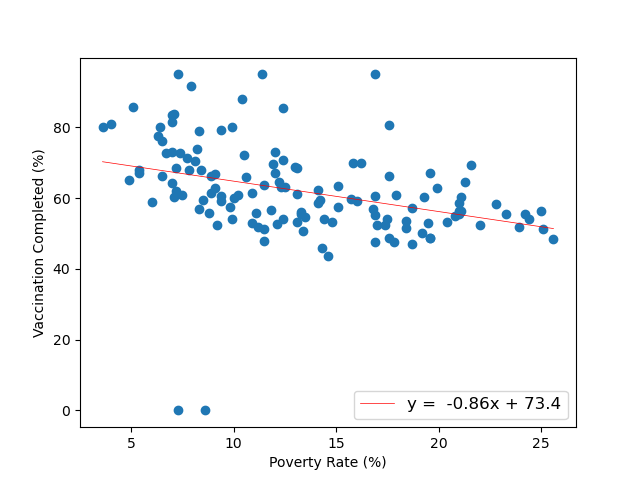 80
60
40
20
0
Vaccination Completed (%)
y =  -0.86x + 73.4
5 10 15 20 25
Poverty Rate (%)